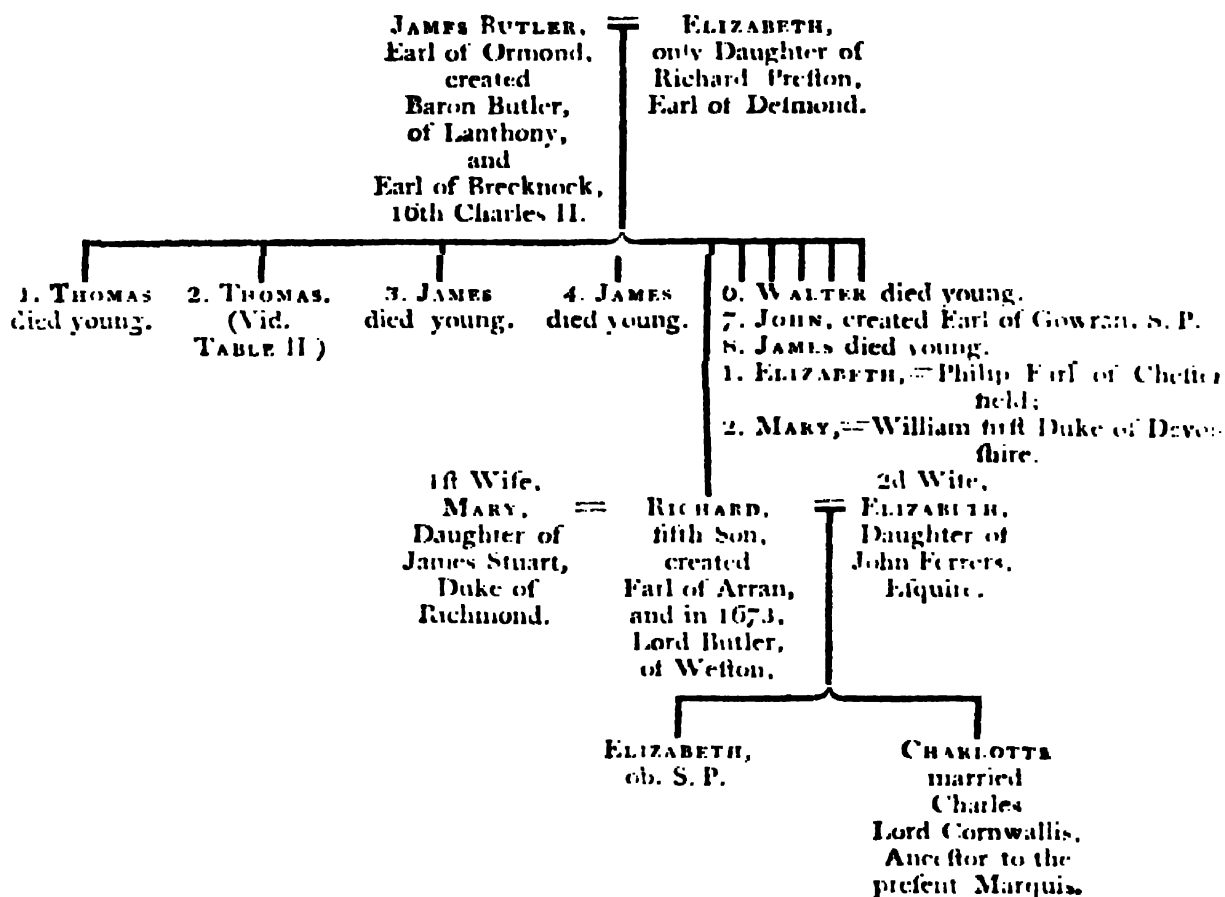 JAMES BUTLER,
Earl of Ormond,
created
Baron Butler,
of Lanthony,
and
Earl of Brecknock,
16th Charles II.
=
ELIZABETH,
only Daughter of
Richard Preſton,
Earl of Deſmond.
1. THOMAS
died young.
2. THOMAS.
(Vid.
TABLE II)
3. JAMES
died young.
4. JAMES
died young.
6. WALTER died young.
7. JOHN, created Earl of Gowran, S. P.
8. JAMES died young.
1. ELIZABETH, = Philip Earl of Cheſter
field;
2. MARY, = William firſt Duke of Devon-
ſhire.
1ſt Wife,
MARY,
Daughter of
James Stuart,
Duke of
Richmond.
=
RICHARD,
fifth Son,
created
Earl of Arran,
and in 1673,
Lord Butler,
of Weſton,
=
2d Wife,
ELIZABETH,
Daughter of
John Ferrers,
Eſquire.
ELIZABETH,
ob. S. P.
CHARLOTTE
married
Charles
Lord Cornwallis,
Anceſtor to the
preſent Marquis.